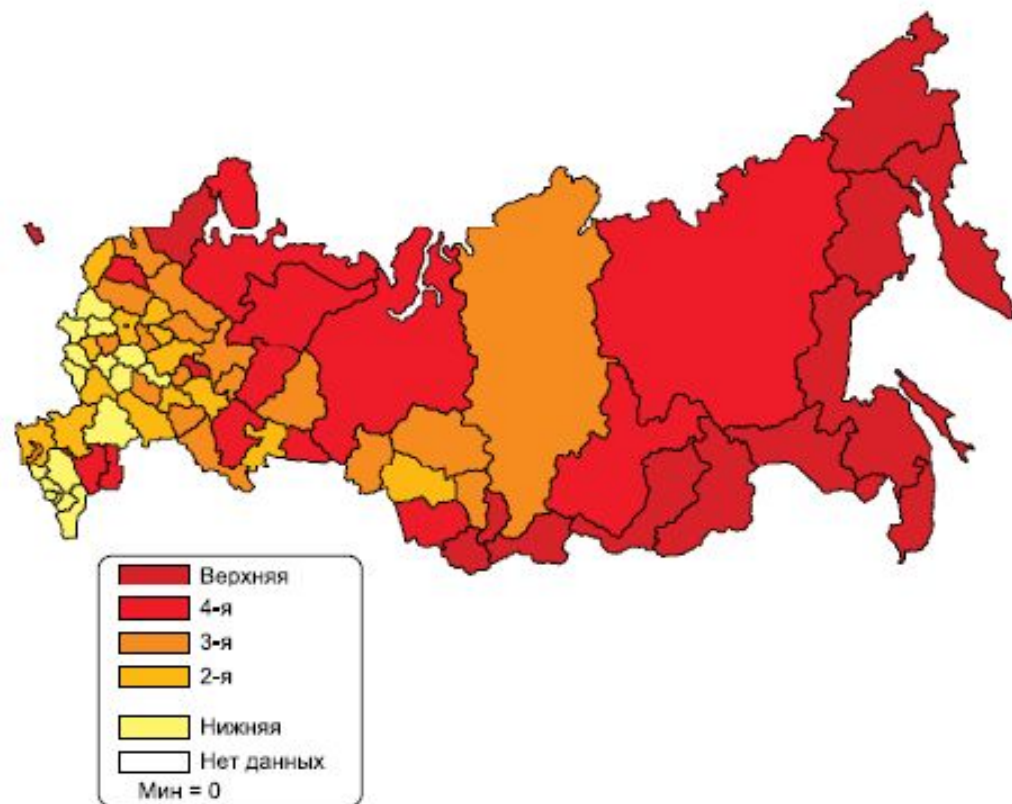 Верхняя
4-я
3-я
2-я
Нижняя
Нет данных
Мин = 0